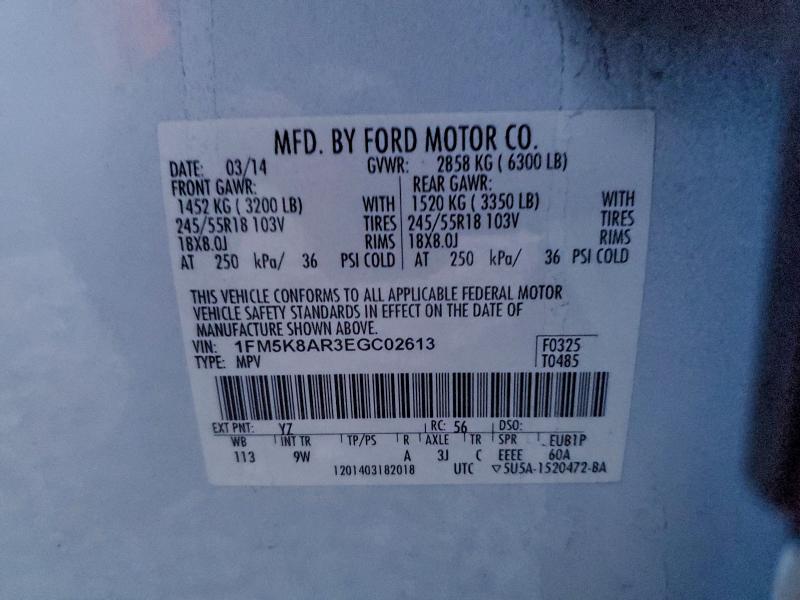 MFD. BY FORD MOTOR CO.
DATE: 03/14 GVWR: 2858 KG ( 6300 LB)
FRONT GAWR: REAR GAWR:
1452 KG ( 3200 LB) WITH 1520 KG ( 3350 LB) WITH
245/55R18 103V TIRES 245/55R18 103V TIRES
18X8.0J RIMS 18X8.0J RIMS
AT 250 kPa/ 36 PSI COLD AT 250 kPa/ 36 PSI COLD
THIS VEHICLE CONFORMS TO ALL APPLICABLE FEDERAL MOTOR
VEHICLE SAFETY STANDARDS IN EFFECT ON THE DATE OF
MANUFACTURE SHOWN ABOVE.
VIN: 1FM5K8AR3EGC02613 F0325
TYPE: MPV T0485
EXT PNT: YZ RC: 56 DSO:
WB INT TR TP/PS R AXLE TR SPR EUB1P
113 9W A 3J C EEEE 60A
1201403182018 UTC ▽5U5A-1520472-BA